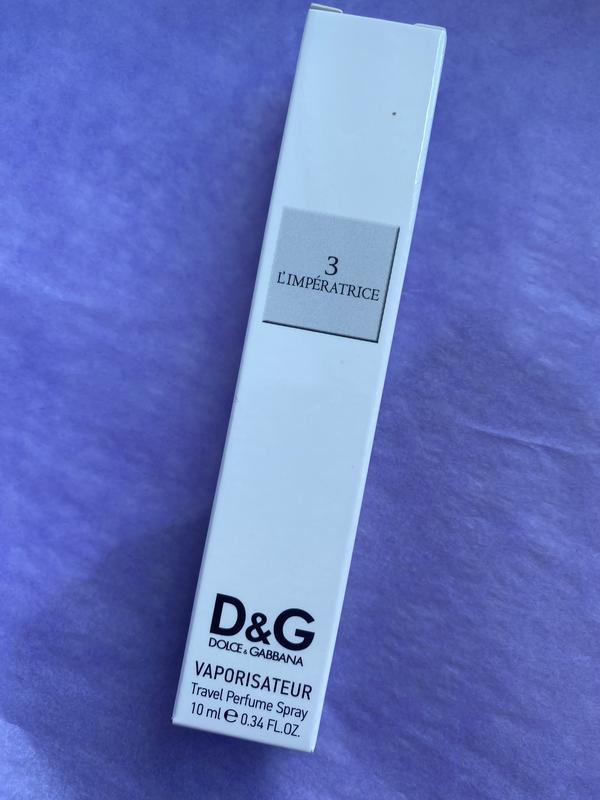 3
L'IMPÉRATRICE
D&G
DOLCE & GABBANA
VAPORISATEUR
Travel Perfume Spray
10 ml ℮ 0.34 FL.OZ.